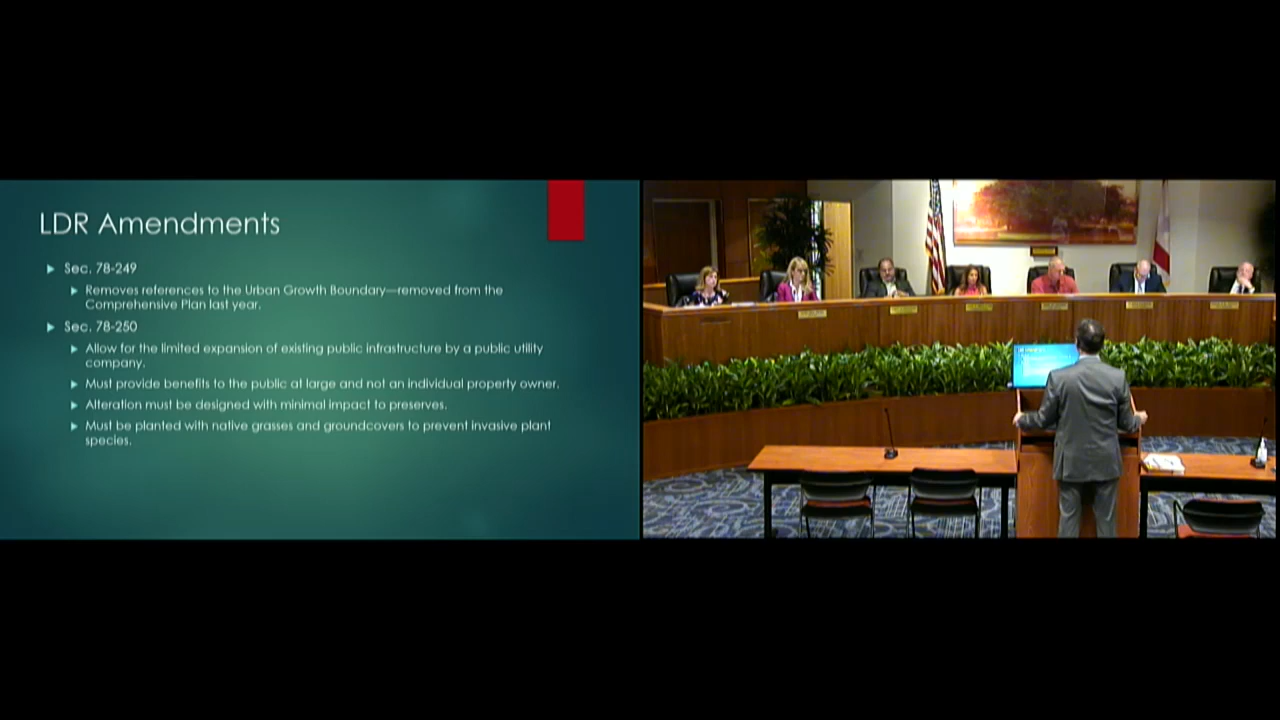 LDR Amendments
Sec. 78-249
Removes references to the Urban Growth Boundary—removed from the
Comprehensive Plan last year.
Sec. 78-250
Allow for the limited expansion of existing public infrastructure by a public utility
company.
Must provide benefits to the public at large and not an individual property owner.
Alteration must be designed with minimal impact to preserves.
Must be planted with native grasses and groundcovers to prevent invasive plant
species.